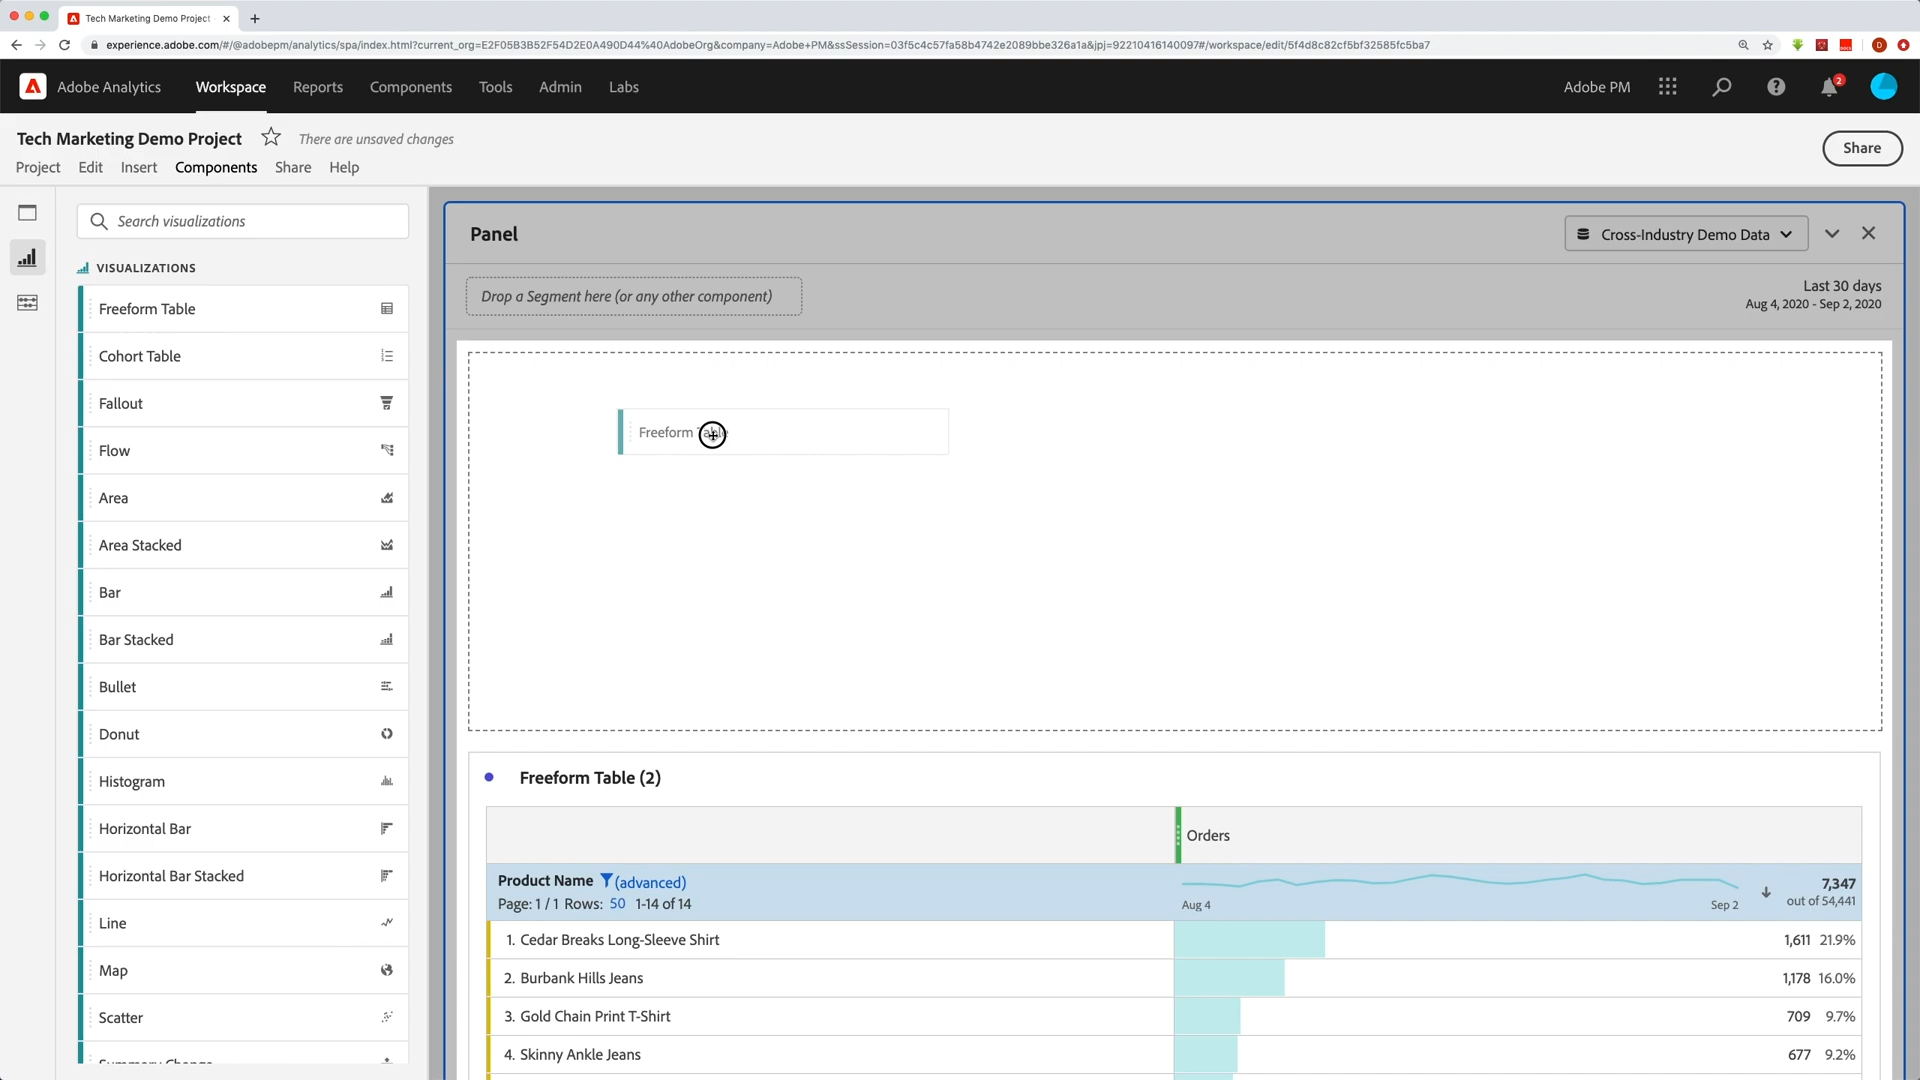 Tech Marketing Demo Project
experience.adobe.com/#/@adobepm/analytics/spa/index.html?current_org=E2F05B3B52F54D2E0A490D44%40AdobeOrg&company=Adobe+PM&ssSession=03f5c4c57fa58b4742e2089bbe326a1a&jpj=92210416140097#/workspace/edit/5f4d8c82cf5bf32585fc5ba7
D
Adobe Analytics Workspace Reports Components Tools Admin Labs Adobe PM 2
Tech Marketing Demo Project There are unsaved changes
Project Edit Insert Components Share Help
Share
Search visualizations
VISUALIZATIONS
Freeform Table
Cohort Table
Fallout
Flow
Area
Area Stacked
Bar
Bar Stacked
Bullet
Donut
Histogram
Horizontal Bar
Horizontal Bar Stacked
Line
Map
Scatter
Summary Change
Panel
Cross-Industry Demo Data
Drop a Segment here (or any other component)
Last 30 days
Aug 4, 2020 - Sep 2, 2020
Freeform Table
Freeform Table (2)
Orders
Product Name (advanced)
Page: 1 / 1 Rows: 50 1-14 of 14
Aug 4
Sep 2
7,347
out of 54,441
1. Cedar Breaks Long-Sleeve Shirt 1,611 21.9%
2. Burbank Hills Jeans 1,178 16.0%
3. Gold Chain Print T-Shirt 709 9.7%
4. Skinny Ankle Jeans 677 9.2%